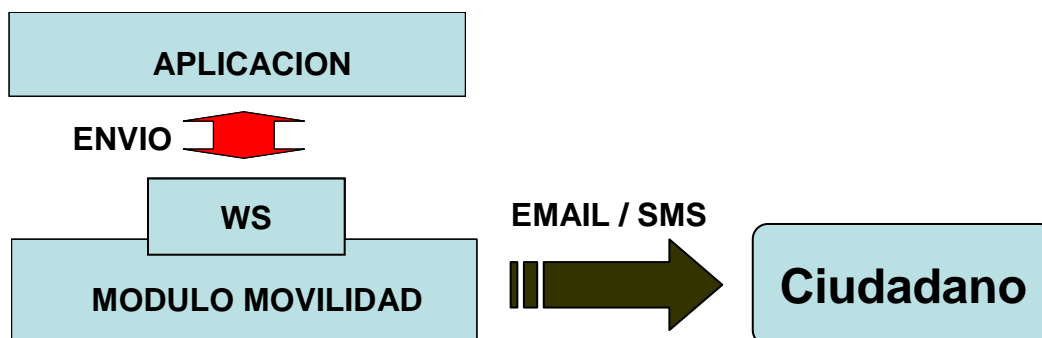 APLICACION
ENVIO
WS
EMAIL / SMS
MODULO MOVILIDAD
Ciudadano